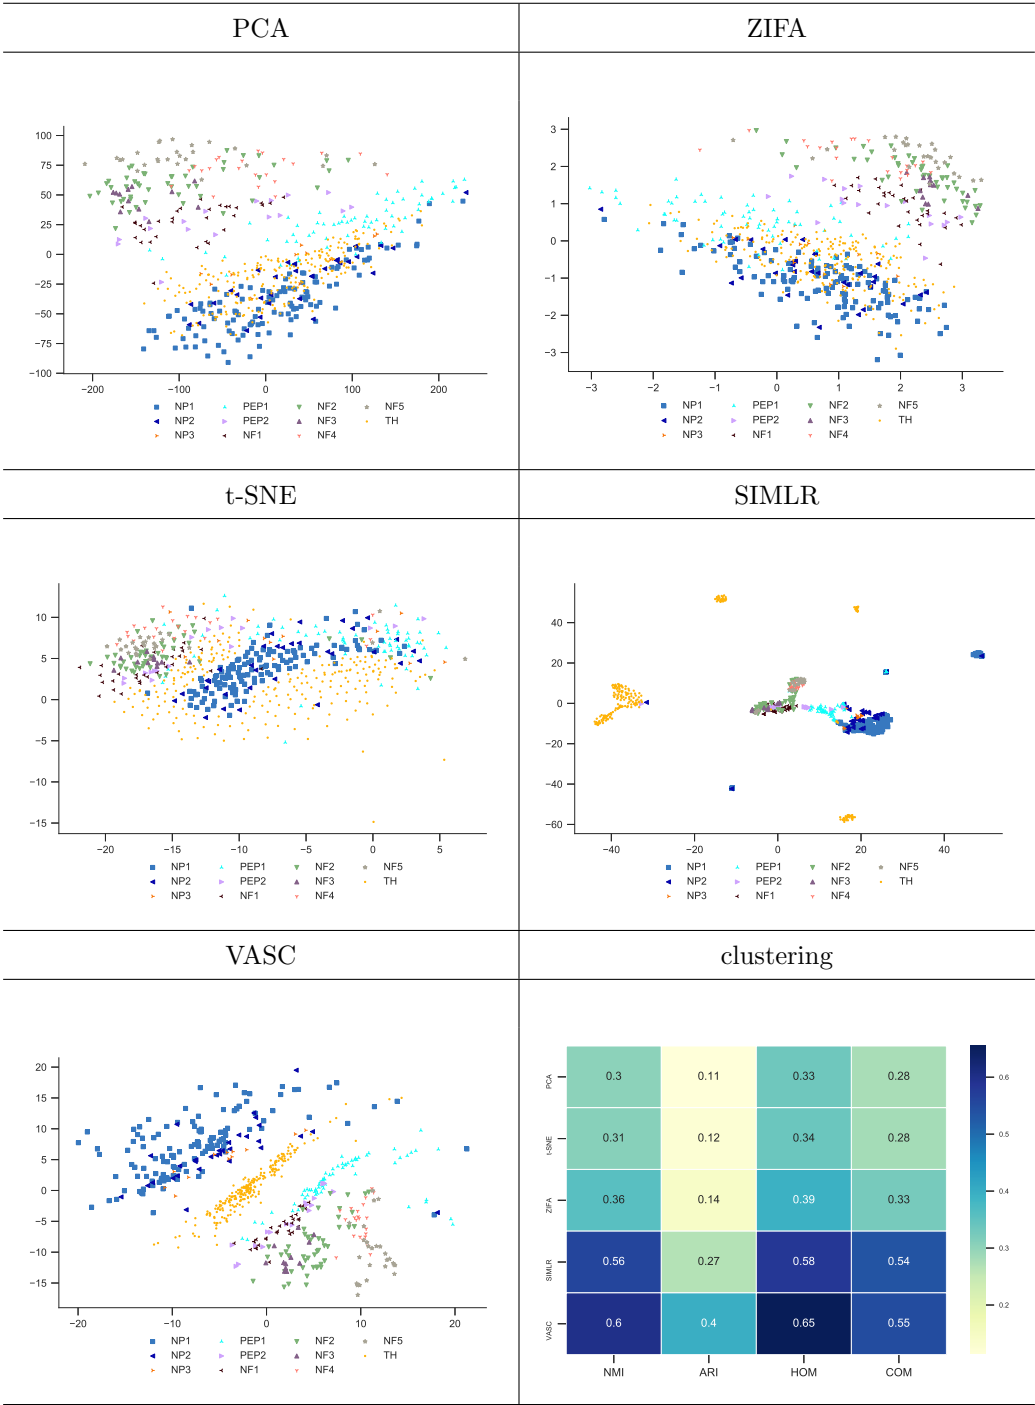 PCA ZIFA
100
75
50
25
0
−25
−50
−75
−100
−200 −100 0 100 200
NP1 PEP1 NF2 NF5
NP2 PEP2 NF3 TH
NP3 NF1 NF4
3
2
1
0
−1
−2
−3
−3 −2 −1 0 1 2 3
NP1 PEP1 NF2 NF5
NP2 PEP2 NF3 TH
NP3 NF1 NF4
t-SNE SIMLR
10
5
0
−5
−10
−15
−20 −15 −10 −5 0 5
NP1 PEP1 NF2 NF5
NP2 PEP2 NF3 TH
NP3 NF1 NF4
40
20
0
−20
−40
−60
−40 −20 0 20 40
NP1 PEP1 NF2 NF5
NP2 PEP2 NF3 TH
NP3 NF1 NF4
VASC clustering
20
15
10
5
0
−5
−10
−15
−20 −10 0 10 20
NP1 PEP1 NF2 NF5
NP2 PEP2 NF3 TH
NP3 NF1 NF4
PCA 0.3 0.11 0.33 0.28
t-SNE 0.31 0.12 0.34 0.28
ZIFA 0.36 0.14 0.39 0.33
SIMLR 0.56 0.27 0.58 0.54
VASC 0.6 0.4 0.65 0.55
NMI ARI HOM COM
0.6
0.5
0.4
0.3
0.2